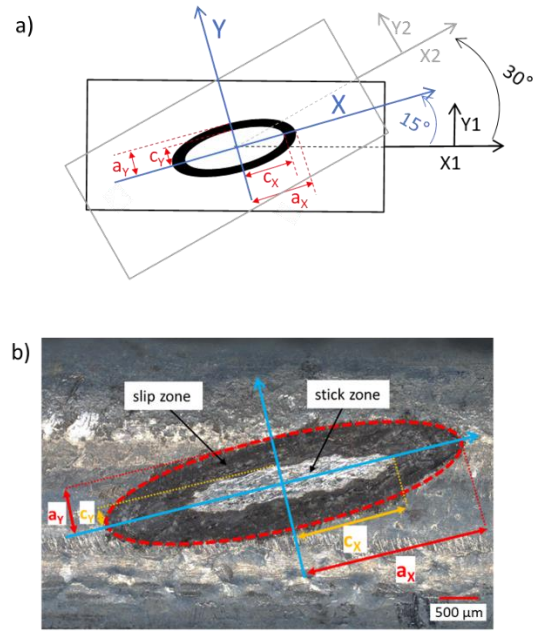 a)
Y
Y2
X2
30°
X
15°
Y1
X1
aY
cY
cX
aX
b)
slip zone
stick zone
aY
cY
cX
aX
500 µm